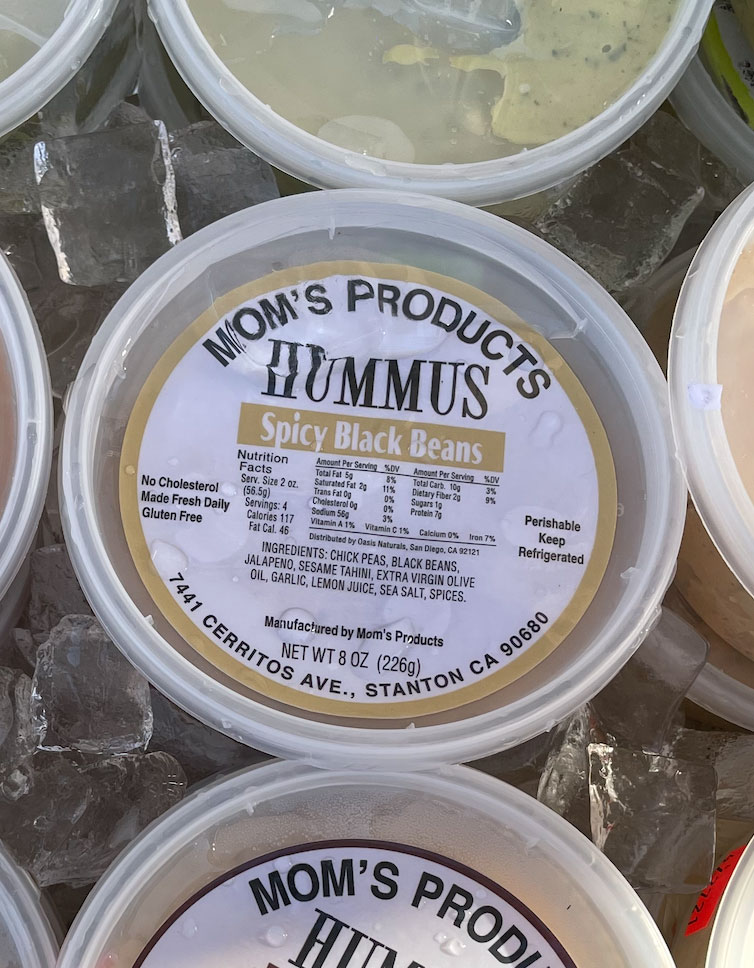 MOM'S PRODUCTS
HUMMUS
Spicy Black Beans
Nutrition
Facts
Serv. Size 2 oz.
(56.5g)
Servings: 4
Calories 117
Fat Cal. 46
Amount Per Serving %DV
Total Fat 5g 8%
Saturated Fat 2g 11%
Trans Fat 0g 0%
Cholesterol 0g 0%
Sodium 56g 3%
Amount Per Serving %DV
Total Carb. 10g 3%
Dietary Fiber 2g 9%
Sugars 1g
Protein 7g
Vitamin A 1% Vitamin C 1% Calcium 0% Iron 7%
Distributed by Oasis Naturals, San Diego, CA 92121
No Cholesterol
Made Fresh Daily
Gluten Free
Perishable
Keep
Refrigerated
INGREDIENTS: CHICK PEAS, BLACK BEANS,
JALAPENO, SESAME TAHINI, EXTRA VIRGIN OLIVE
OIL, GARLIC, LEMON JUICE, SEA SALT, SPICES.
Manufactured by Mom's Products
NET WT 8 OZ (226g)
7441 CERRITOS AVE., STANTON CA 90680
MOM'S PRODU
HUM